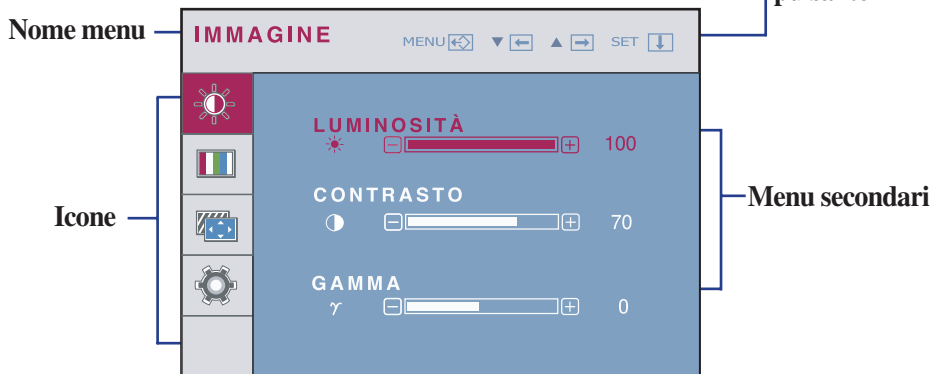 Nome menu
IMMAGINE
MENU ▼ ▲ SET
LUMINOSITÀ
100
CONTRASTO
70
GAMMA
γ 0
Icone
Menu secondari